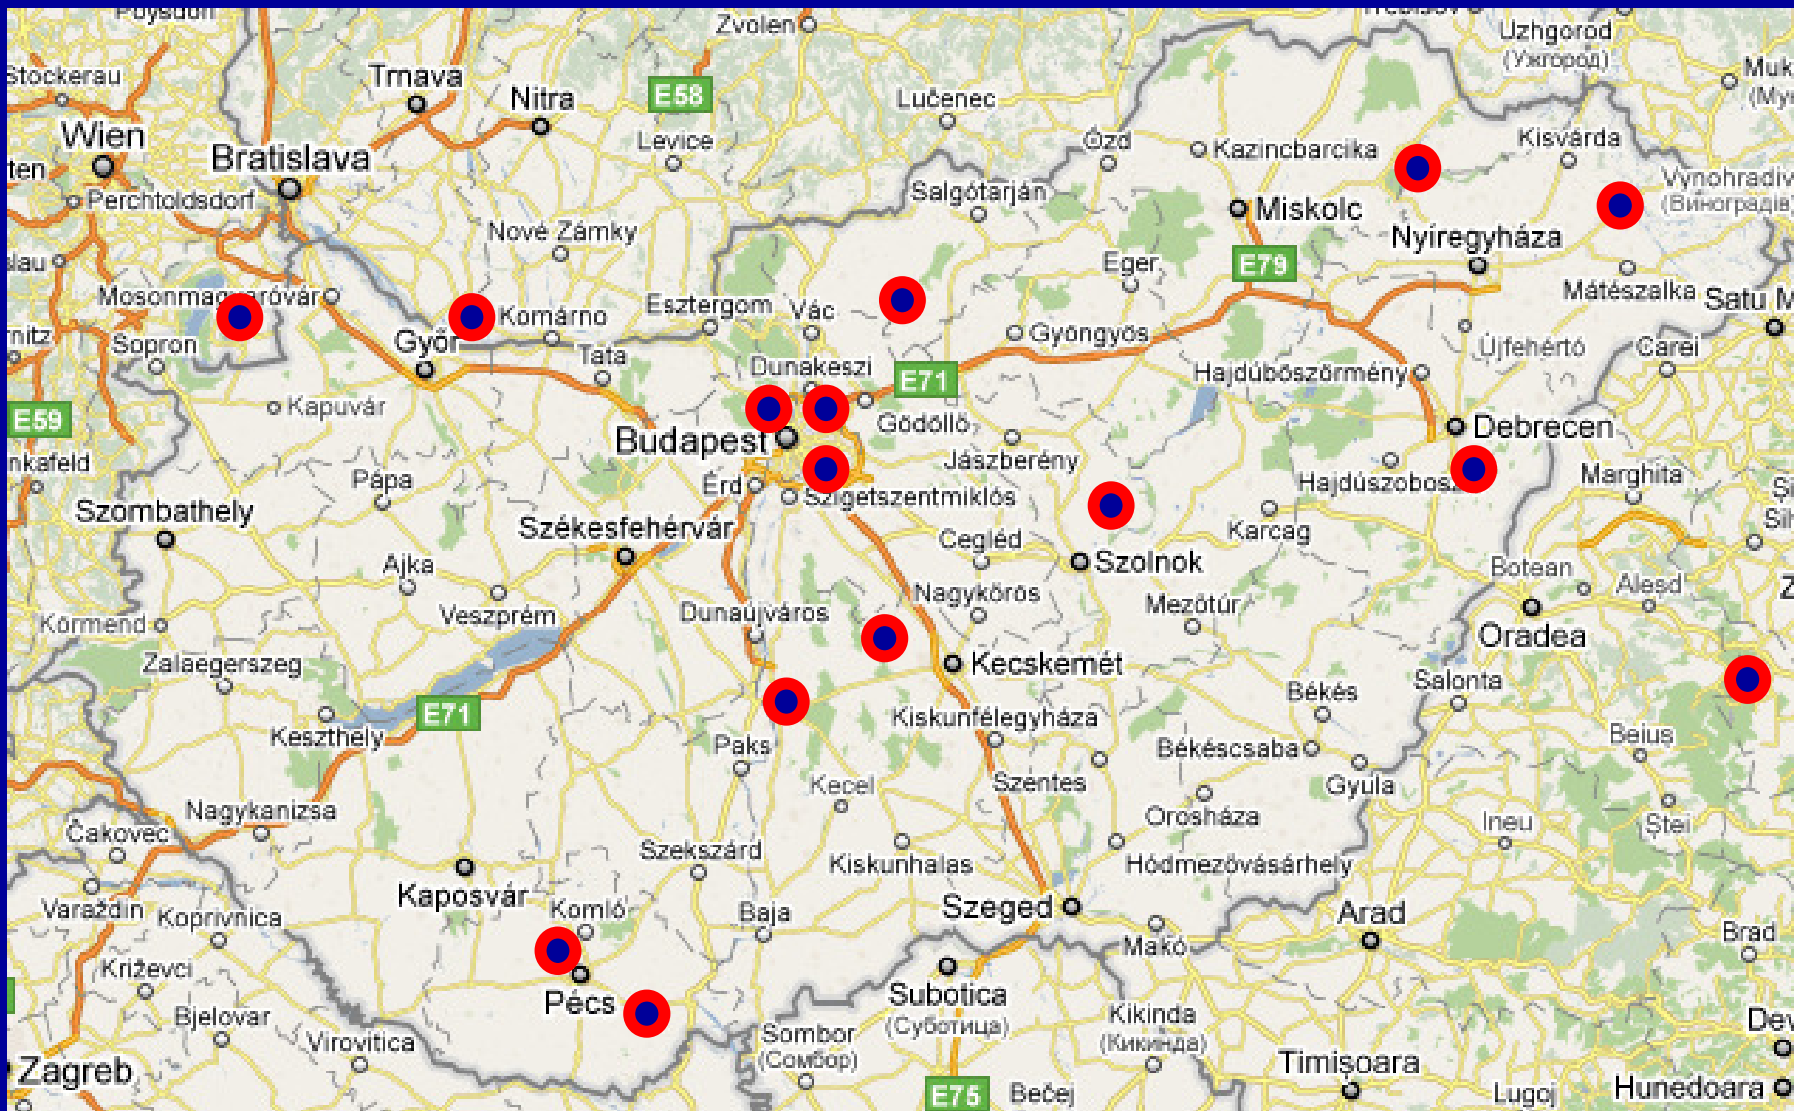 Zvolen
Uzhgorod
(Ужгород)
Stockerau
Trnava
E58
Nitra
Lučenec
Wien
Levice
Ózd
Kazincbarcika
Kisvárda
Bratislava
Perchtoldsdorf
Salgótarján
Vynohradiv
(Виноградів)
Miskolc
Nové Zámky
Nyíregyháza
Eger
E79
Mátészalka
Satu M
Esztergom
Vác
Komárno
Győr
Sopron
Tata
Gyöngyös
Újfehértó
Carei
Dunakeszi
E71
Hajdúböszörmény
Kapuvár
E59
Gödöllő
Debrecen
Budapest
Jászberény
Pápa
Érd
Szigetszentmiklós
Marghita
Szombathely
Székesfehérvár
Karcag
Cegléd
Szolnok
Ajka
Botean
Alesd
Nagykőrös
Mezőtúr
Veszprém
Dunaújváros
Körmend
Oradea
Zalaegerszeg
Kecskemét
Salonta
Békés
E71
Kiskunfélegyháza
Keszthely
Paks
Békéscsaba
Beiuş
Kecel
Szentes
Gyula
Nagykanizsa
Orosháza
Ineu
Ştei
Čakovec
Szekszárd
Kiskunhalas
Hódmezővásárhely
Kaposvár
Varaždin
Koprivnica
Komló
Baja
Szeged
Arad
Makó
Brad
Križevci
Pécs
Subotica
(Суботица)
Kikinda
(Кикинда)
Bjelovar
Virovitica
Sombor
(Сомбор)
Zagreb
Timişoara
Hunedoara
E75
Bečej
Lugoj